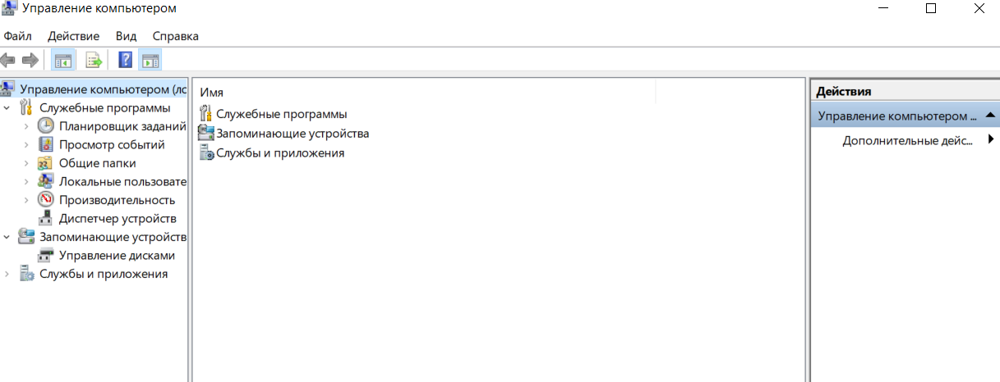 Управление компьютером
Файл Действие Вид Справка
Управление компьютером (лс
Служебные программы
Планировщик заданий
Просмотр событий
Общие папки
Локальные пользовате
Производительность
Диспетчер устройств
Запоминающие устройств
Управление дисками
Службы и приложения
Имя
Служебные программы
Запоминающие устройства
Службы и приложения
Действия
Управление компьютером ...
Дополнительные дейс...